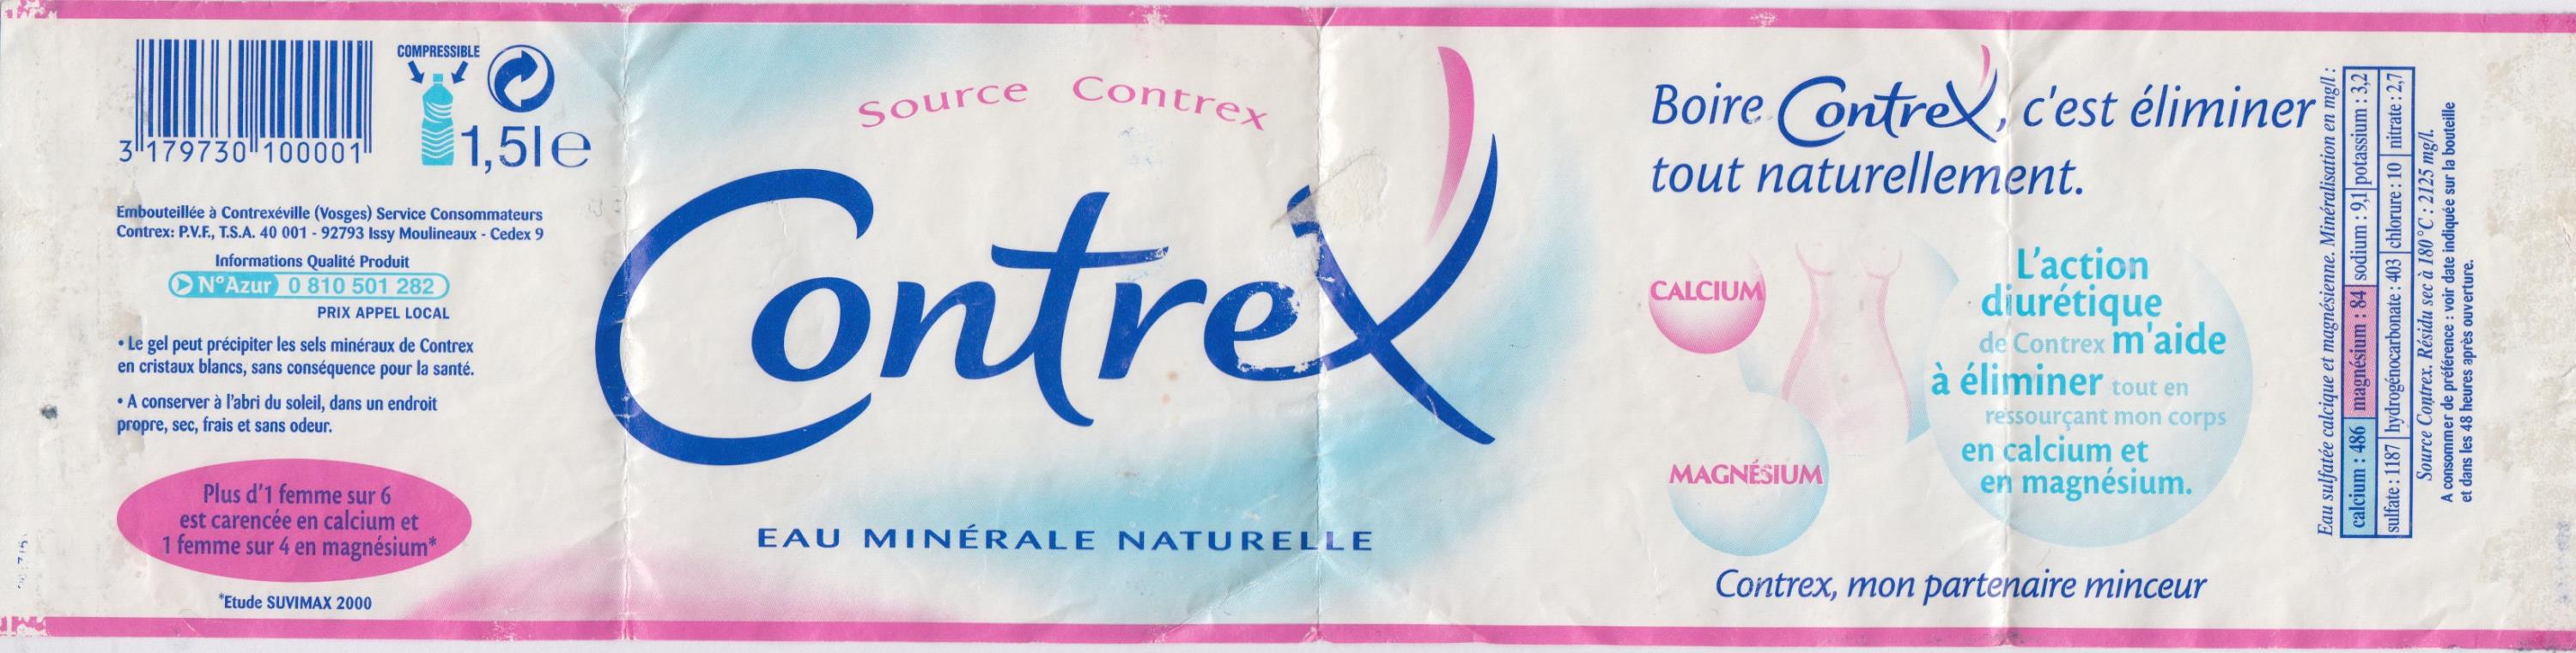 COMPRESSIBLE
3 179730 100001
1,5l e
Embouteillée à Contrexéville (Vosges) Service Consommateurs
Contrex: P.V.F., T.S.A. 40 001 - 92793 Issy Moulineaux - Cedex 9
Informations Qualité Produit
N°Azur 0 810 501 282
PRIX APPEL LOCAL
• Le gel peut précipiter les sels minéraux de Contrex
en cristaux blancs, sans conséquence pour la santé.
• A conserver à l'abri du soleil, dans un endroit
propre, sec, frais et sans odeur.
Plus d'1 femme sur 6
est carencée en calcium et
1 femme sur 4 en magnésium*
*Etude SUVIMAX 2000
Source Contrex
Contrex
EAU MINÉRALE NATURELLE
Boire Contrex, c'est éliminer
tout naturellement.
CALCIUM
MAGNÉSIUM
L'action
diurétique
de Contrex m'aide
à éliminer tout en
ressourçant mon corps
en calcium et
en magnésium.
Contrex, mon partenaire minceur
Eau sulfatée calcique et magnésienne. Minéralisation en mg/l :
calcium : 486 magnésium : 84 sodium : 9,1 potassium : 3,2
sulfate : 1187 hydrogénocarbonate : 403 chlorure : 10 nitrate : 2,7
Source Contrex. Résidu sec à 180°C : 2125 mg/l.
A consommer de préférence : voir date indiquée sur la bouteille
et dans les 48 heures après ouverture.